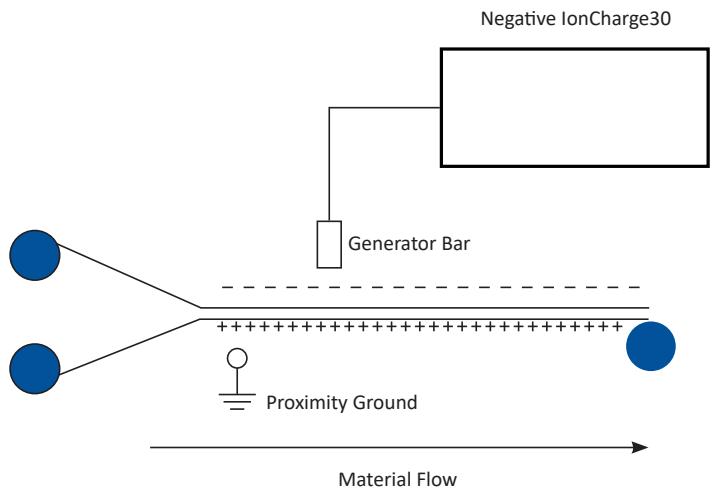 Negative IonCharge30
Generator Bar
– – – – – – – – – – – – – – – – – – – – – – – –
+++++++++++++++++++++++++++++
Proximity Ground
Material Flow